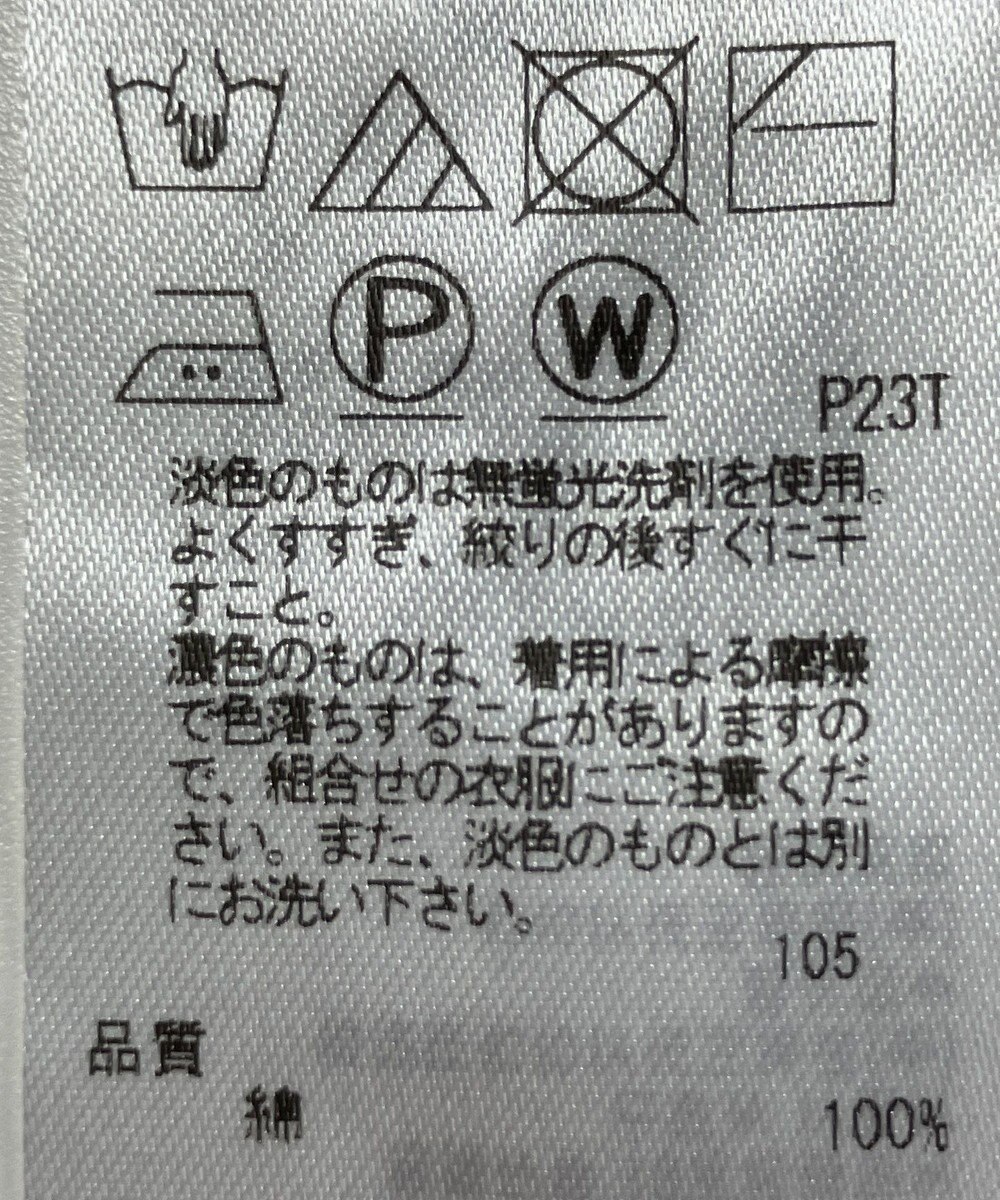 P
W
P23T
淡色のものは無蛍光洗剤を使用。
よくすすぎ、絞りの後すぐに干
すこと。
濃色のものは、着用による摩擦
で色落ちすることがありますの
で、組合せの衣服にご注意くだ
さい。また、淡色のものとは別
にお洗い下さい。
105
品質
綿 100%